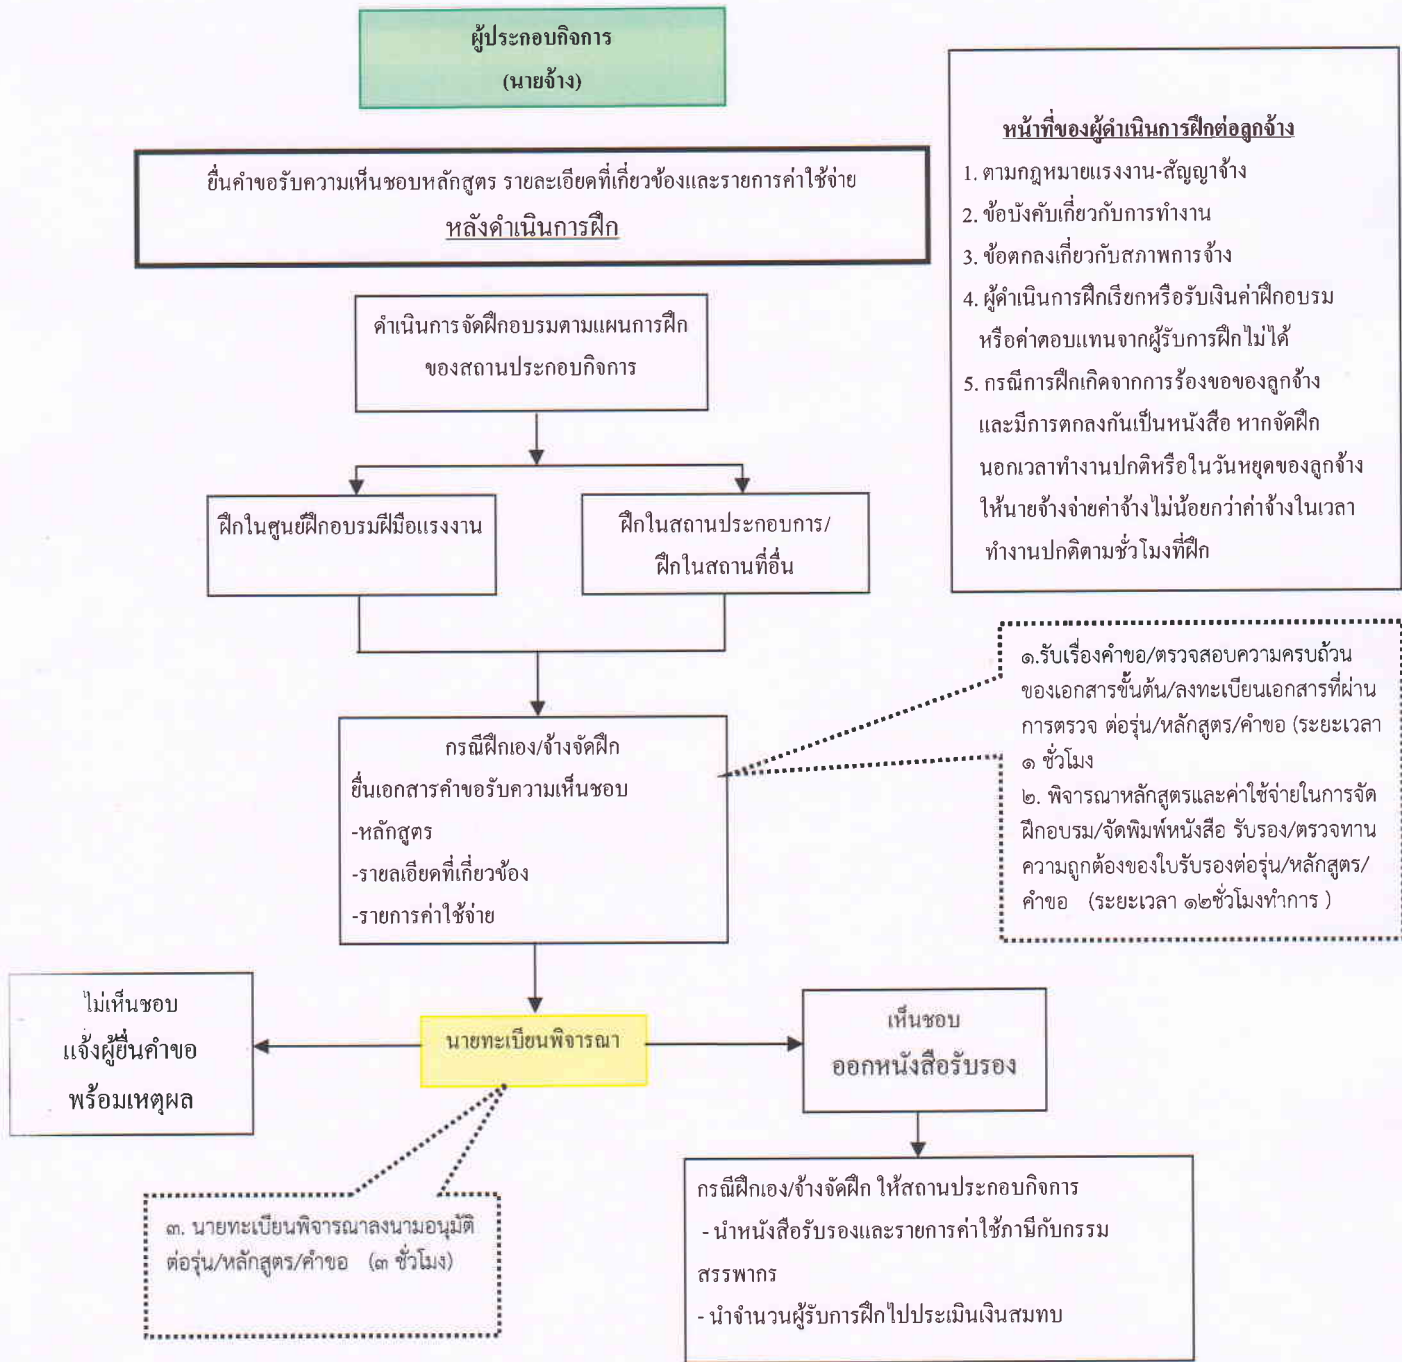 ผู้ประกอบกิจการ
(นายจ้าง)
ยื่นคำขอรับความเห็นชอบหลักสูตร รายละเอียดที่เกี่ยวข้องและรายการค่าใช้จ่าย
หลังดำเนินการฝึก
หน้าที่ของผู้ดำเนินการฝึกต่อลูกจ้าง
1. ตามกฎหมายแรงงาน-สัญญาจ้าง
2. ข้อบังคับเกี่ยวกับการทำงาน
3. ข้อตกลงเกี่ยวกับสภาพการจ้าง
4. ผู้ดำเนินการฝึกเรียกหรือรับเงินค่าฝึกอบรม
หรือค่าตอบแทนจากผู้รับการฝึกไม่ได้
5. กรณีการฝึกเกิดจากการร้องขอของลูกจ้าง
และมีการตกลงกันเป็นหนังสือ หากจัดฝึก
นอกเวลาทำงานปกติหรือในวันหยุดของลูกจ้าง
ให้นายจ้างจ่ายค่าจ้างไม่น้อยกว่าค่าจ้างในเวลา
ทำงานปกติตามชั่วโมงที่ฝึก
ดำเนินการจัดฝึกอบรมตามแผนการฝึก
ของสถานประกอบกิจการ
ฝึกในศูนย์ฝึกอบรมฝีมือแรงงาน
ฝึกในสถานประกอบการ/
ฝึกในสถานที่อื่น
๑.รับเรื่องคำขอ/ตรวจสอบความครบถ้วน
ของเอกสารขั้นต้น/ลงทะเบียนเอกสารที่ผ่าน
การตรวจ ต่อรุ่น/หลักสูตร/คำขอ (ระยะเวลา
๑ ชั่วโมง
๒. พิจารณาหลักสูตรและค่าใช้จ่ายในการจัด
ฝึกอบรม/จัดพิมพ์หนังสือ รับรอง/ตรวจทาน
ความถูกต้องของใบรับรองต่อรุ่น/หลักสูตร/
คำขอ (ระยะเวลา ๑๒ชั่วโมงทำการ )
กรณีฝึกเอง/จ้างจัดฝึก
ยื่นเอกสารคำขอรับความเห็นชอบ
-หลักสูตร
-รายลเอียดที่เกี่ยวข้อง
-รายการค่าใช้จ่าย
ไม่เห็นชอบ
แจ้งผู้ยื่นคำขอ
พร้อมเหตุผล
นายทะเบียนพิจารณา
เห็นชอบ
ออกหนังสือรับรอง
๓. นายทะเบียนพิจารณาลงนามอนุมัติ
ต่อรุ่น/หลักสูตร/คำขอ (๓ ชั่วโมง)
กรณีฝึกเอง/จ้างจัดฝึก ให้สถานประกอบกิจการ
- นำหนังสือรับรองและรายการค่าใช้ภาษีกับกรรม
สรรพากร
- นำจำนวนผู้รับการฝึกไปประเมินเงินสมทบ